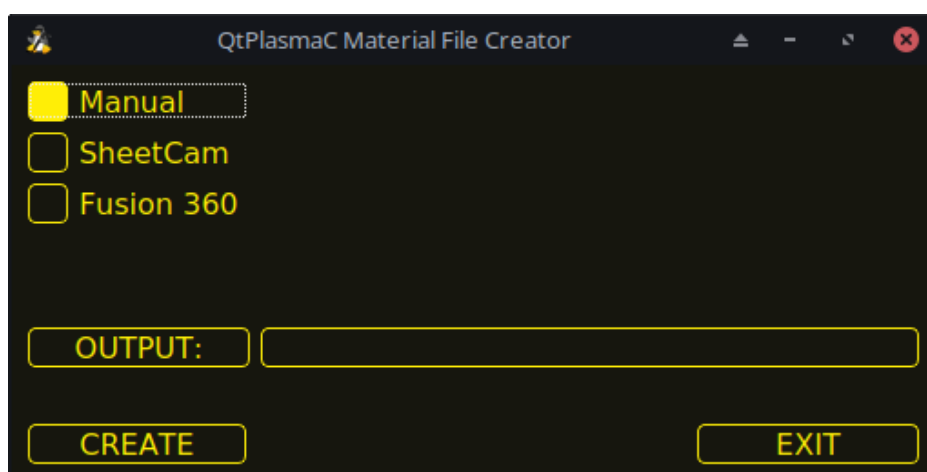 QtPlasmaC Material File Creator
Manual
SheetCam
Fusion 360
OUTPUT:
CREATE
EXIT